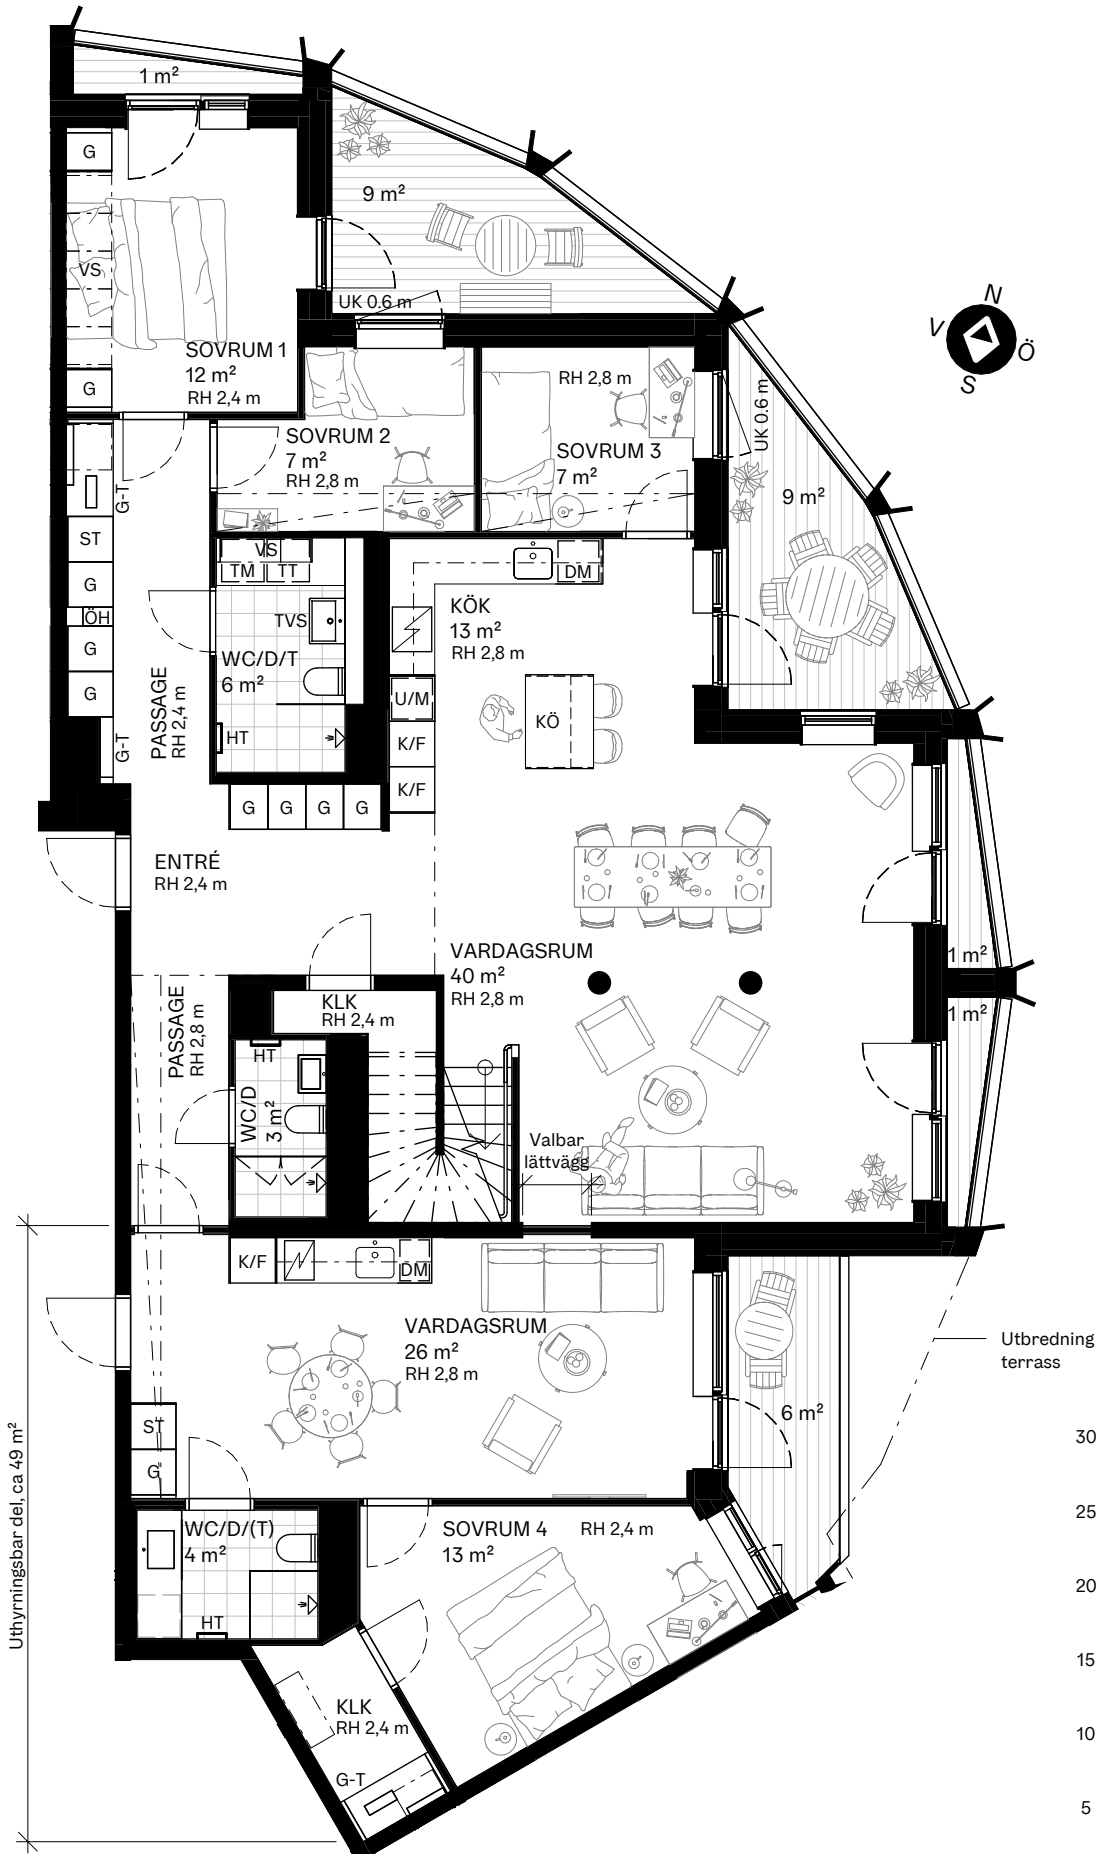 1 m²
G
9 m²
VS
UK 0.6 m
N
V
Ö
S
SOVRUM 1
12 m²
RH 2,4 m
G
RH 2,8 m
UK 0.6 m
SOVRUM 2
7 m²
RH 2,8 m
SOVRUM 3
7 m²
G-T
9 m²
ST
VS
TM
TT
DM
G
KÖK
13 m²
RH 2,8 m
ÖH
TVS
G
WC/D/T
6 m²
G
U/M
PASSAGE
RH 2,4 m
KÖ
G-T
HT
K/F
K/F
G
G
G
G
ENTRÉ
RH 2,4 m
VARDAGSRUM
40 m²
RH 2,8 m
1 m²
KLK
RH 2,4 m
1 m²
PASSAGE
RH 2,8 m
HT
WC/D
3 m²
Valbar
lättvägg
K/F
DM
VARDAGSRUM
26 m²
RH 2,8 m
Utbredning
terrass
6 m²
ST
G
Uthyrningsbar del, ca 49 m²
30
WC/D/(T)
4 m²
SOVRUM 4
13 m²
RH 2,4 m
25
20
HT
15
KLK
RH 2,4 m
10
G-T
5